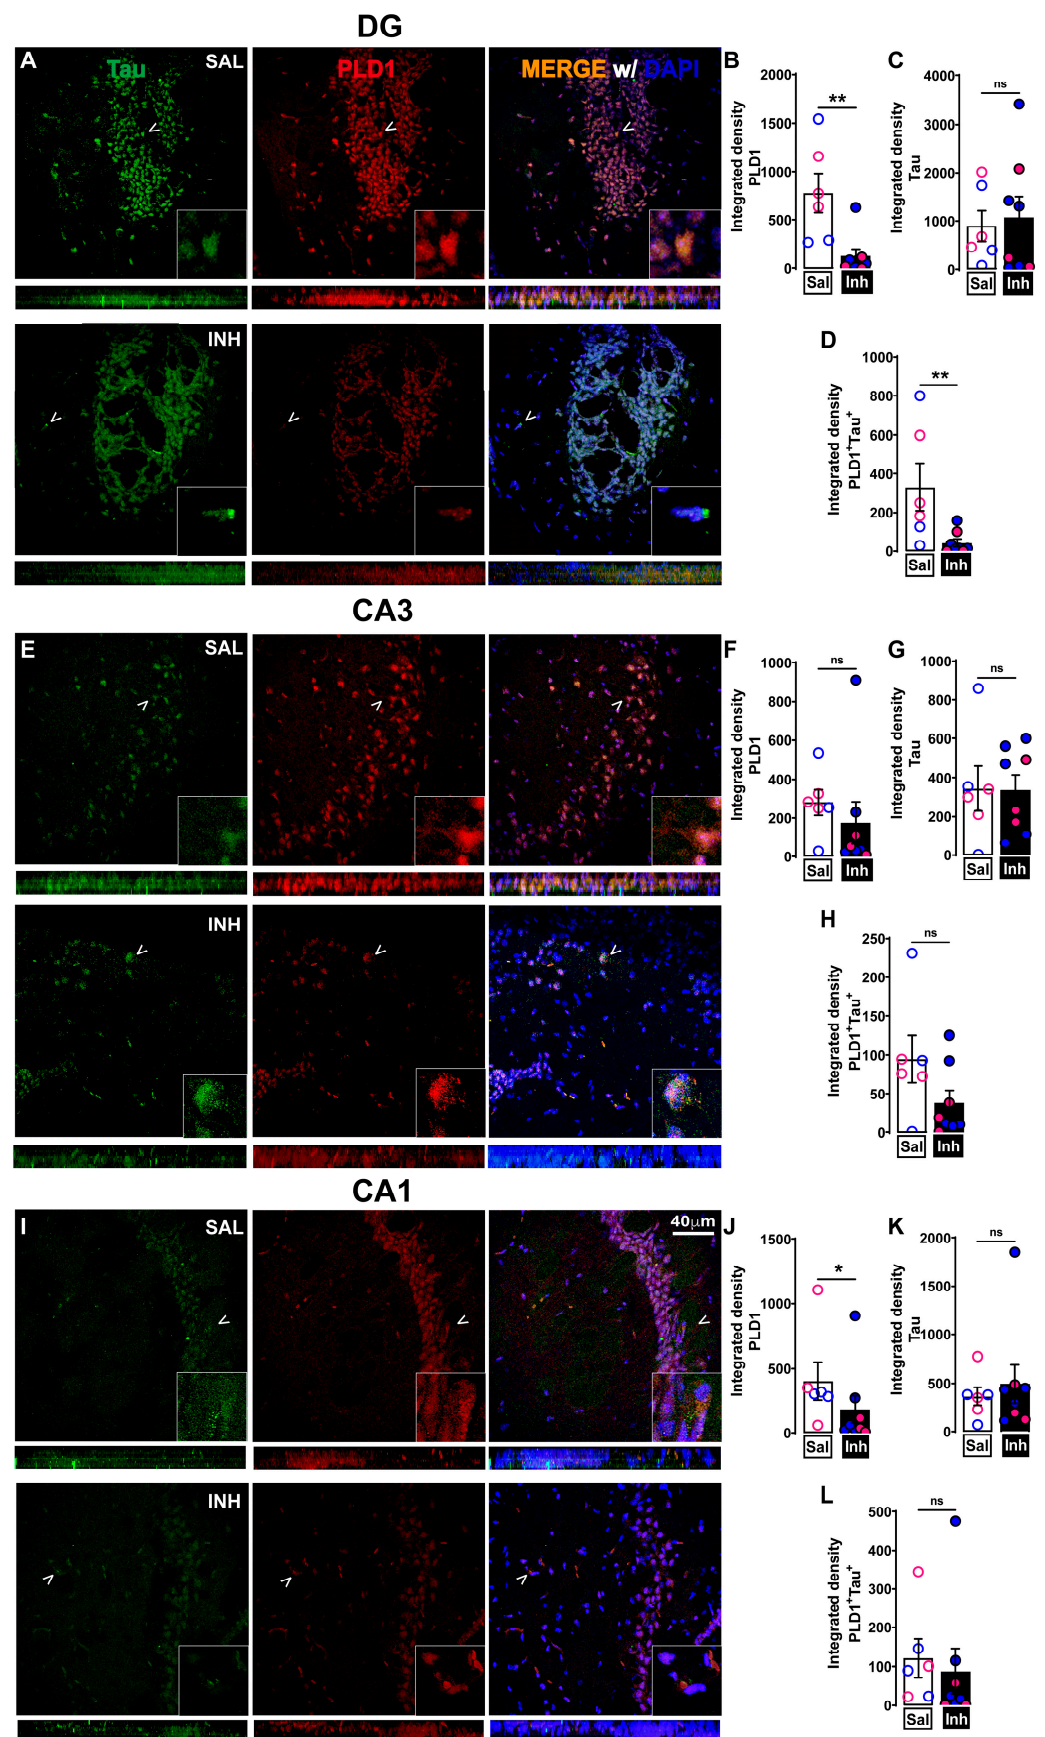 DG
A
Tau
SAL
PLD1
MERGE w/ DAPI
INH
B
Integrated density
PLD1
2000
1500
1000
500
0
**
Sal
Inh
C
Integrated density
Tau
4000
3000
2000
1000
0
ns
Sal
Inh
D
Integrated density
PLD1+Tau+
1000
800
600
400
200
0
**
Sal
Inh
CA3
E
SAL
INH
F
Integrated density
PLD1
1000
800
600
400
200
0
ns
Sal
Inh
G
Integrated density
Tau
1000
800
600
400
200
0
ns
Sal
Inh
H
Integrated density
PLD1+Tau+
250
200
150
100
50
0
ns
Sal
Inh
CA1
I
SAL
40μm
INH
J
Integrated density
PLD1
1500
1000
500
0
*
Sal
Inh
K
Integrated density
Tau
2000
1500
1000
500
0
ns
Sal
Inh
L
Integrated density
PLD1+Tau+
500
400
300
200
100
0
ns
Sal
Inh